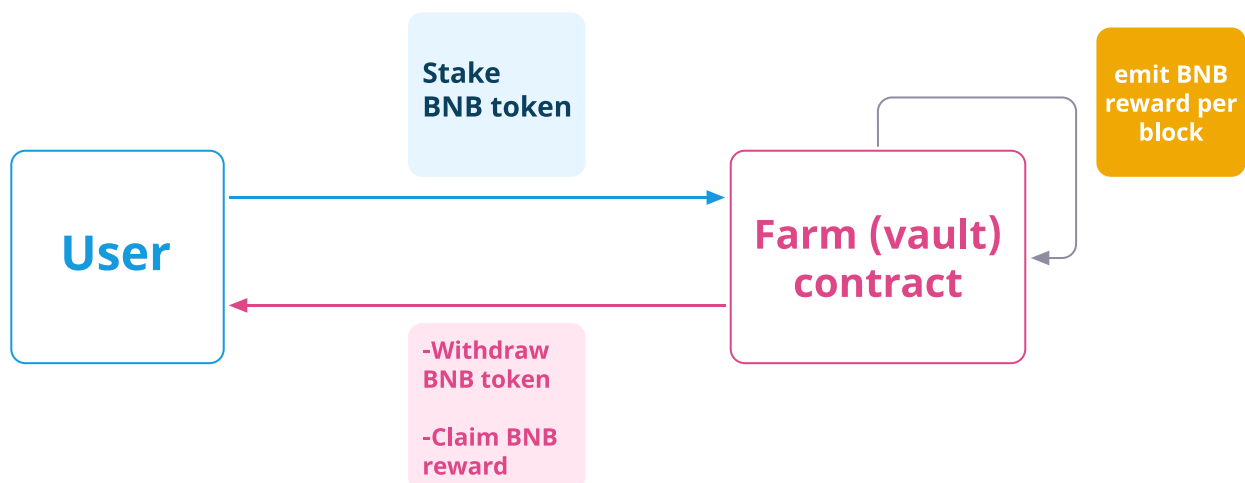 Stake
BNB token
emit BNB
reward per
block
User
Farm (vault)
contract
-Withdraw
BNB token
-Claim BNB
reward